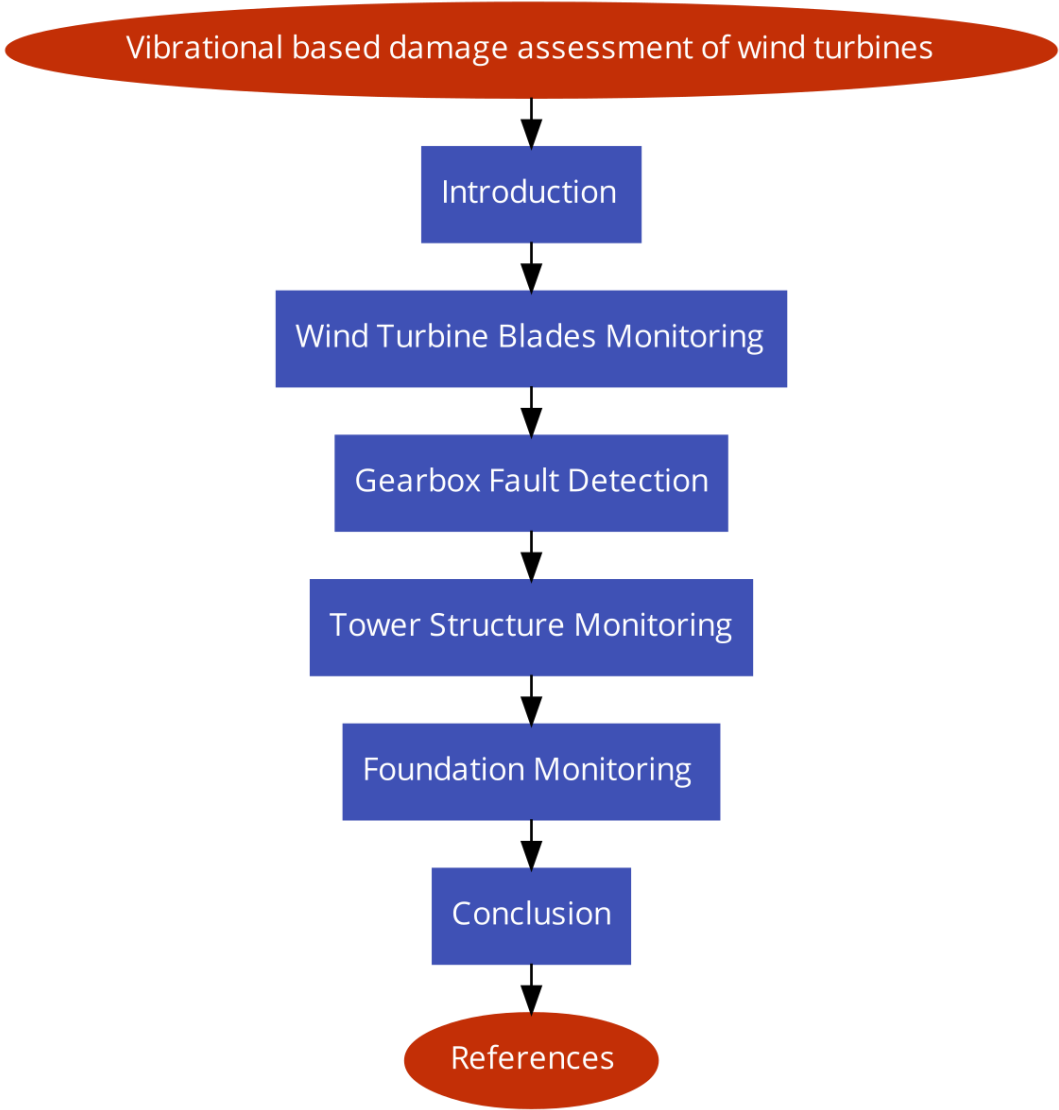 Vibrational based damage assessment of wind turbines
Introduction
Wind Turbine Blades Monitoring
Gearbox Fault Detection
Tower Structure Monitoring
Foundation Monitoring
Conclusion
References